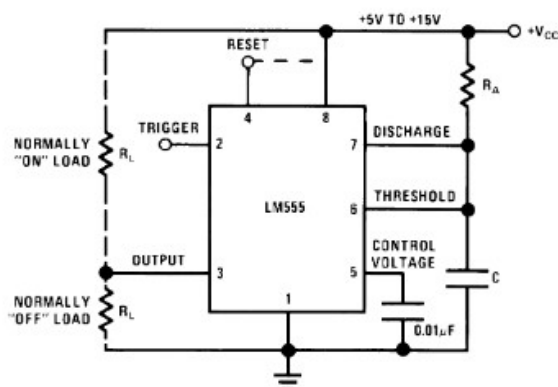 +5V TO +15V
+VCC
RESET
RA
4
8
TRIGGER
DISCHARGE
2
7
NORMALLY
"ON" LOAD
RL
LM555
THRESHOLD
6
CONTROL
VOLTAGE
OUTPUT
3
5
C
NORMALLY
"OFF" LOAD
RL
1
0.01μF